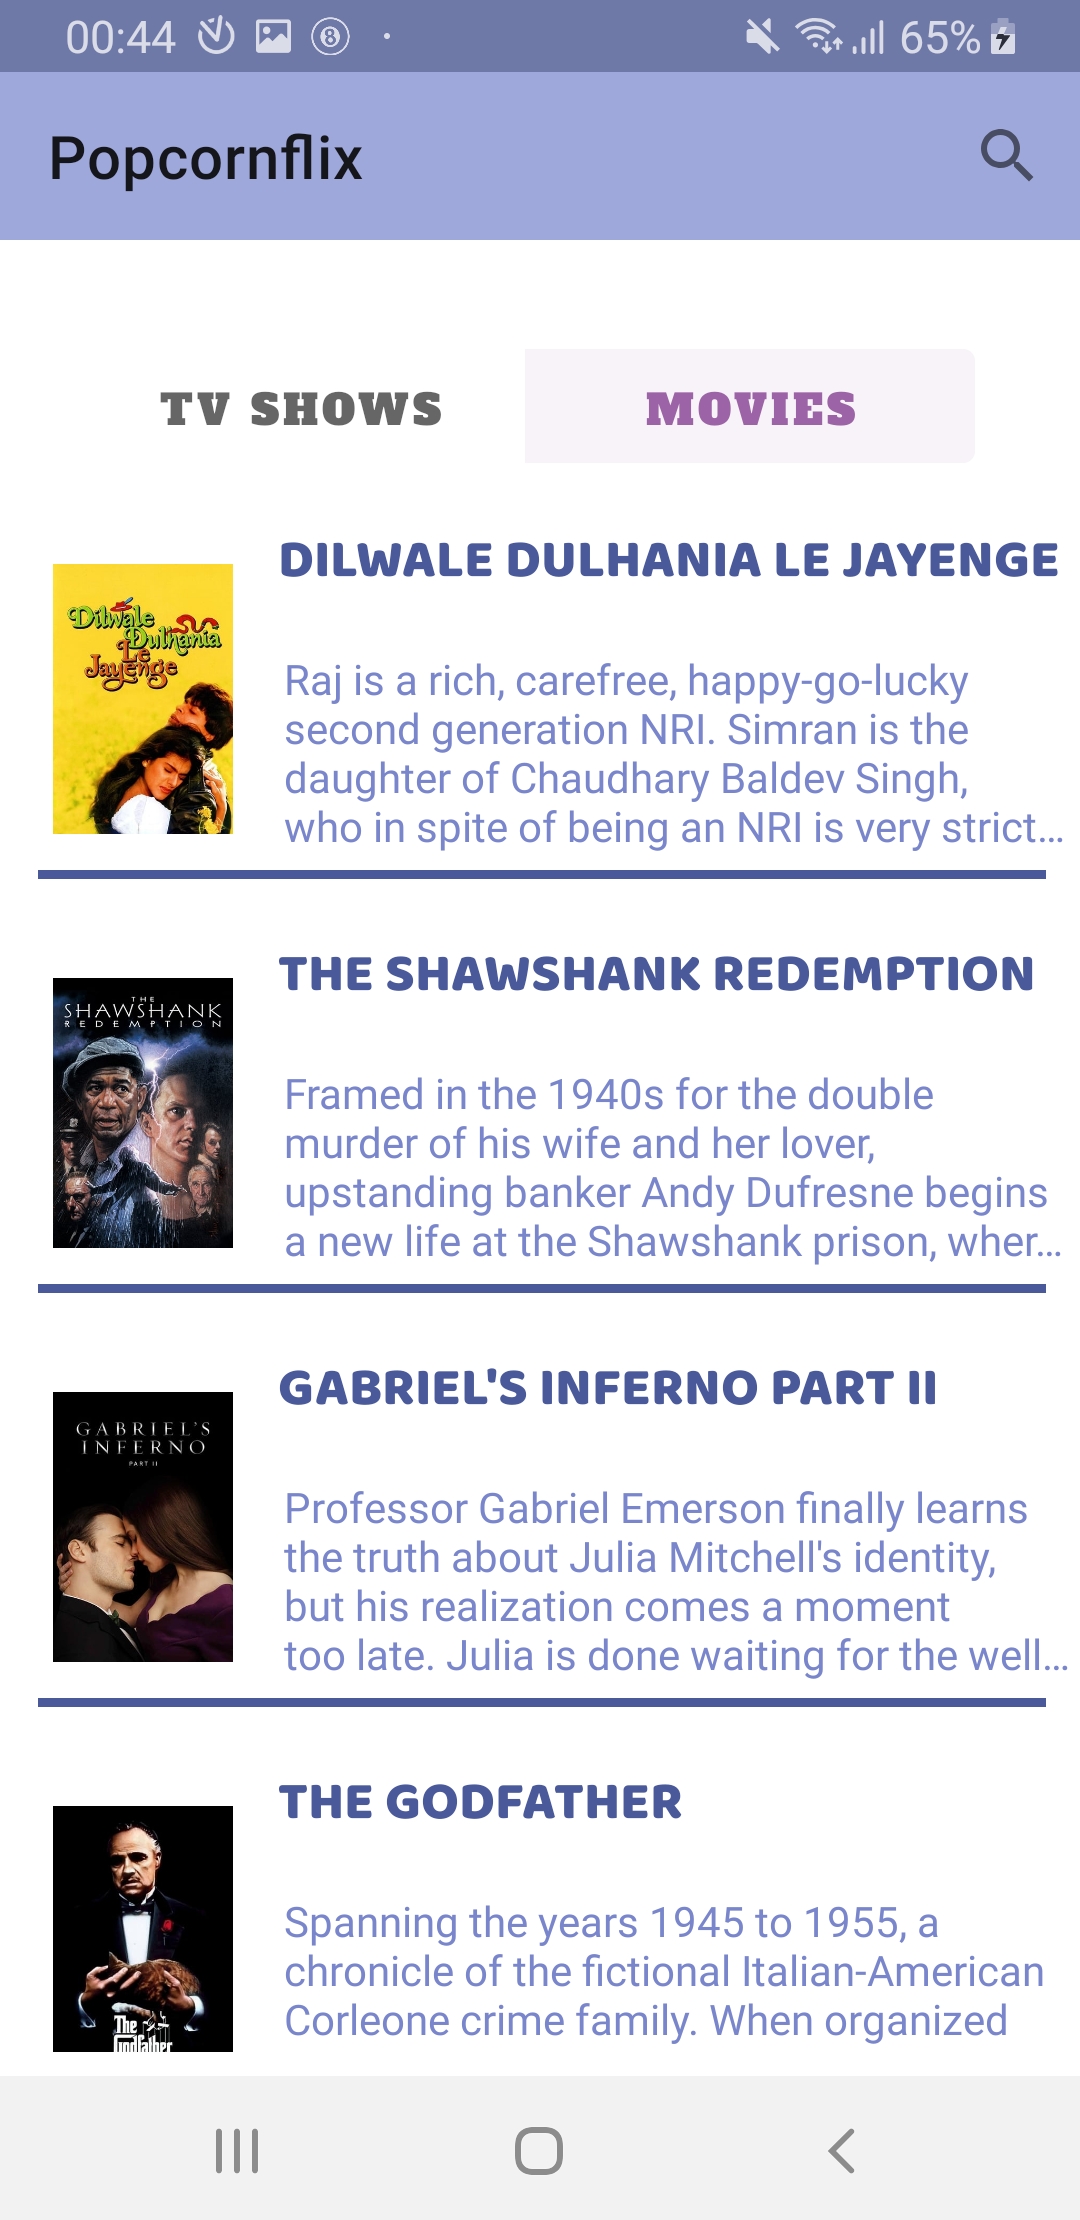 00:44
65%
Popcornflix
TV SHOWS
MOVIES
DILWALE DULHANIA LE JAYENGE
Dilwale
Dulhania
Le
Jayenge
Raj is a rich, carefree, happy-go-lucky
second generation NRI. Simran is the
daughter of Chaudhary Baldev Singh,
who in spite of being an NRI is very strict…
THE SHAWSHANK REDEMPTION
THE
SHAWSHANK
REDEMPTION
Framed in the 1940s for the double
murder of his wife and her lover,
upstanding banker Andy Dufresne begins
a new life at the Shawshank prison, wher…
GABRIEL'S INFERNO PART II
GABRIEL'S
INFERNO
PART II
Professor Gabriel Emerson finally learns
the truth about Julia Mitchell's identity,
but his realization comes a moment
too late. Julia is done waiting for the well…
THE GODFATHER
The
Godfather
Spanning the years 1945 to 1955, a
chronicle of the fictional Italian-American
Corleone crime family. When organized